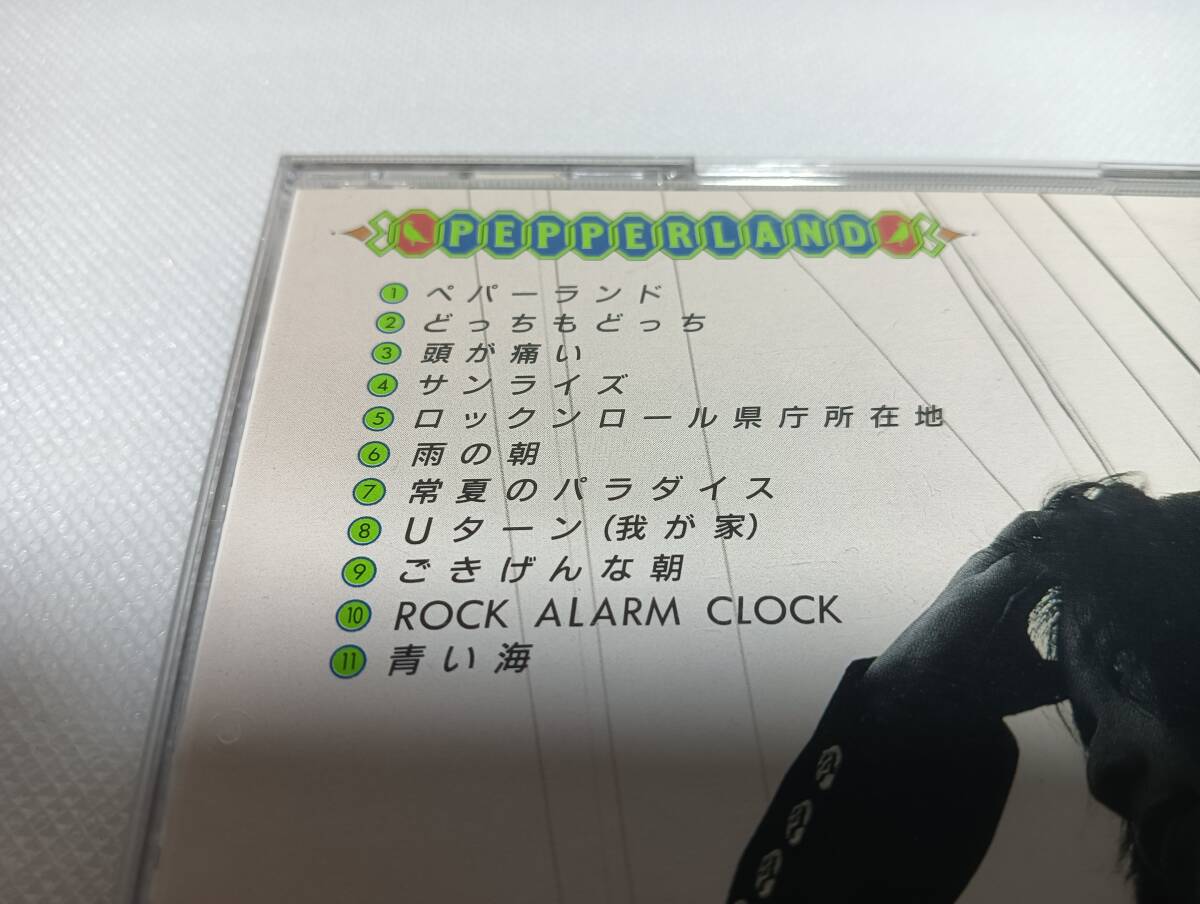 PEPPERLAND
1 ペパーランド
2 どっちもどっち
3 頭が痛い
4 サンライズ
5 ロックンロール県庁所在地
6 雨の朝
7 常夏のパラダイス
8 Uターン(我が家)
9 ごきげんな朝
10 ROCK ALARM CLOCK
11 青い海